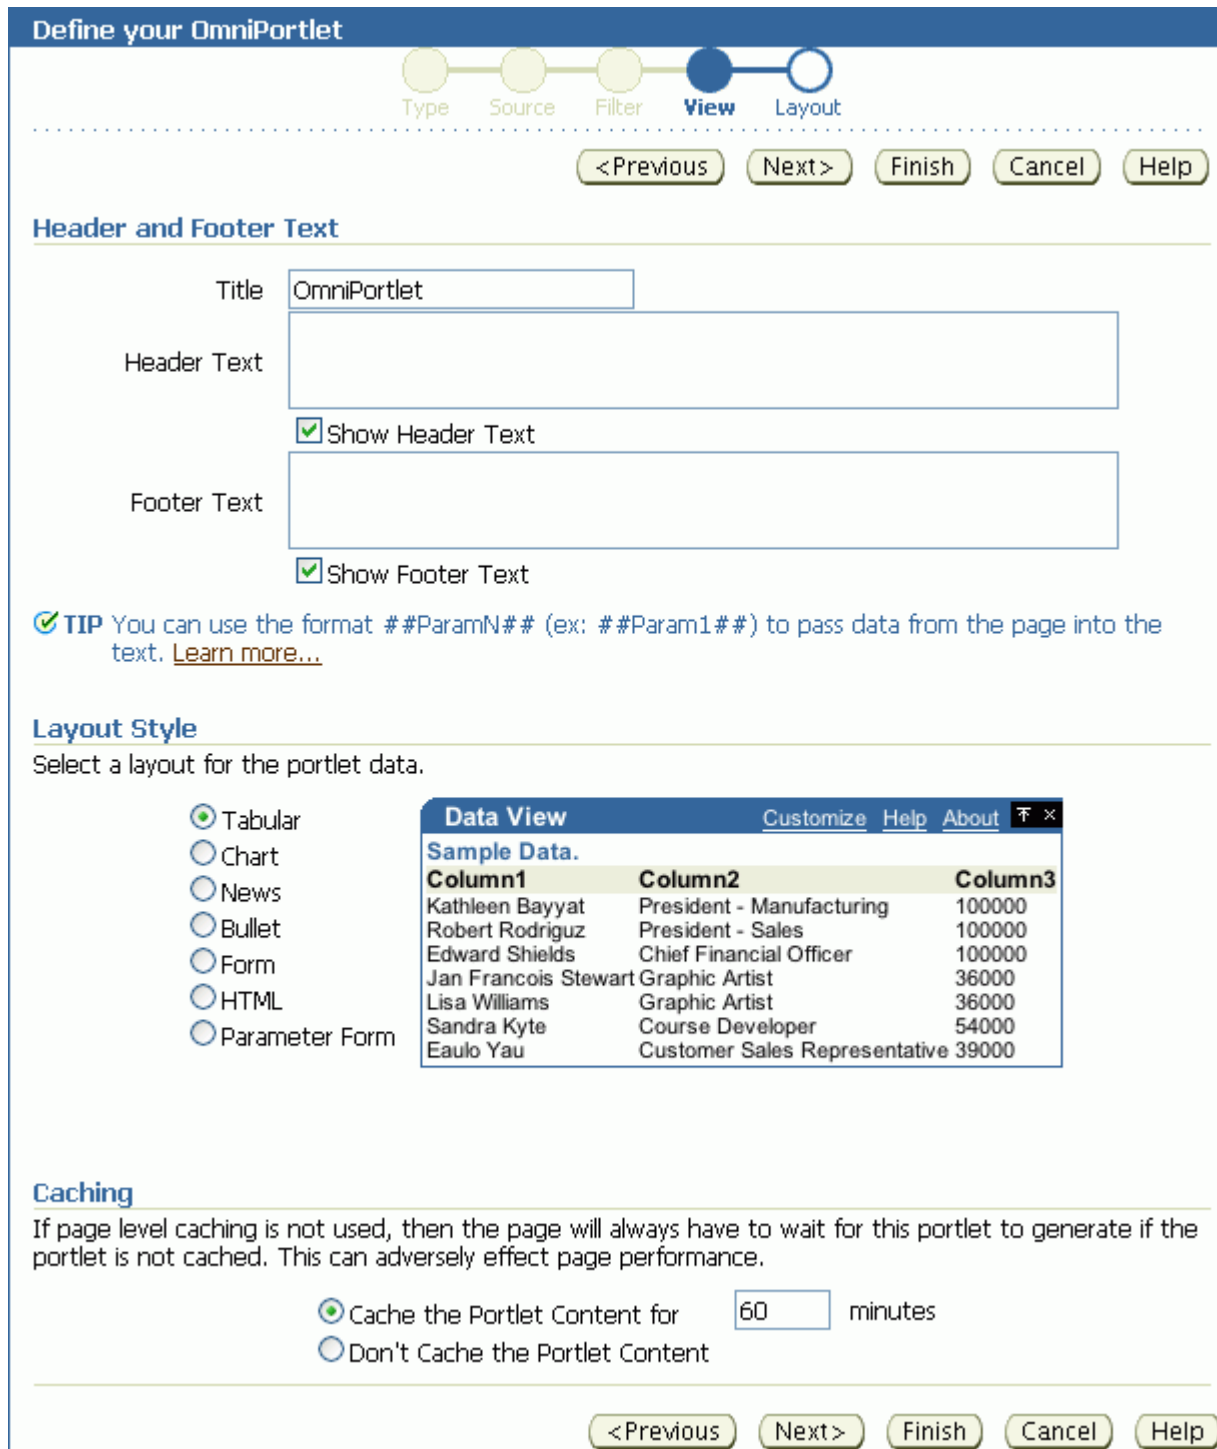 Define your OmniPortlet
Type Source Filter View Layout
<Previous Next> Finish Cancel Help
Header and Footer Text
Title OmniPortlet
Header Text
Show Header Text
Footer Text
Show Footer Text
TIP You can use the format ##ParamN## (ex: ##Param1##) to pass data from the page into the
text. Learn more...
Layout Style
Select a layout for the portlet data.
Tabular
Chart
News
Bullet
Form
HTML
Parameter Form
Data View Customize Help About
Sample Data.
Column1 Column2 Column3
Kathleen Bayyat President - Manufacturing 100000
Robert Rodriguz President - Sales 100000
Edward Shields Chief Financial Officer 100000
Jan Francois Stewart Graphic Artist 36000
Lisa Williams Graphic Artist 36000
Sandra Kyte Course Developer 54000
Eaulo Yau Customer Sales Representative 39000
Caching
If page level caching is not used, then the page will always have to wait for this portlet to generate if the
portlet is not cached. This can adversely effect page performance.
Cache the Portlet Content for 60 minutes
Don't Cache the Portlet Content
<Previous Next> Finish Cancel Help